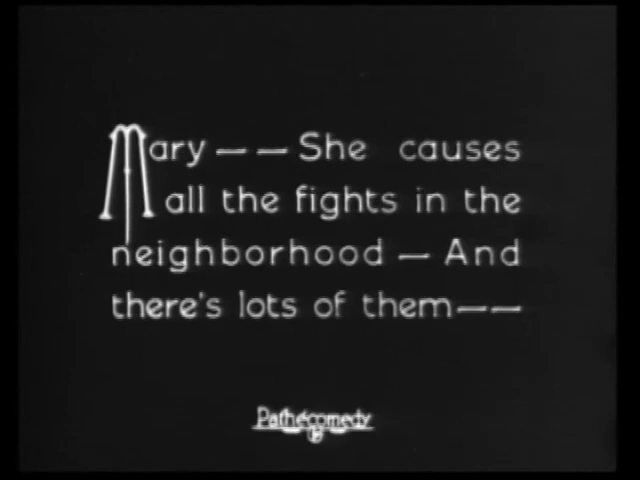 Mary — — She causes
all the fights in the
neighborhood — And
there's lots of them — —
Pathécomedy